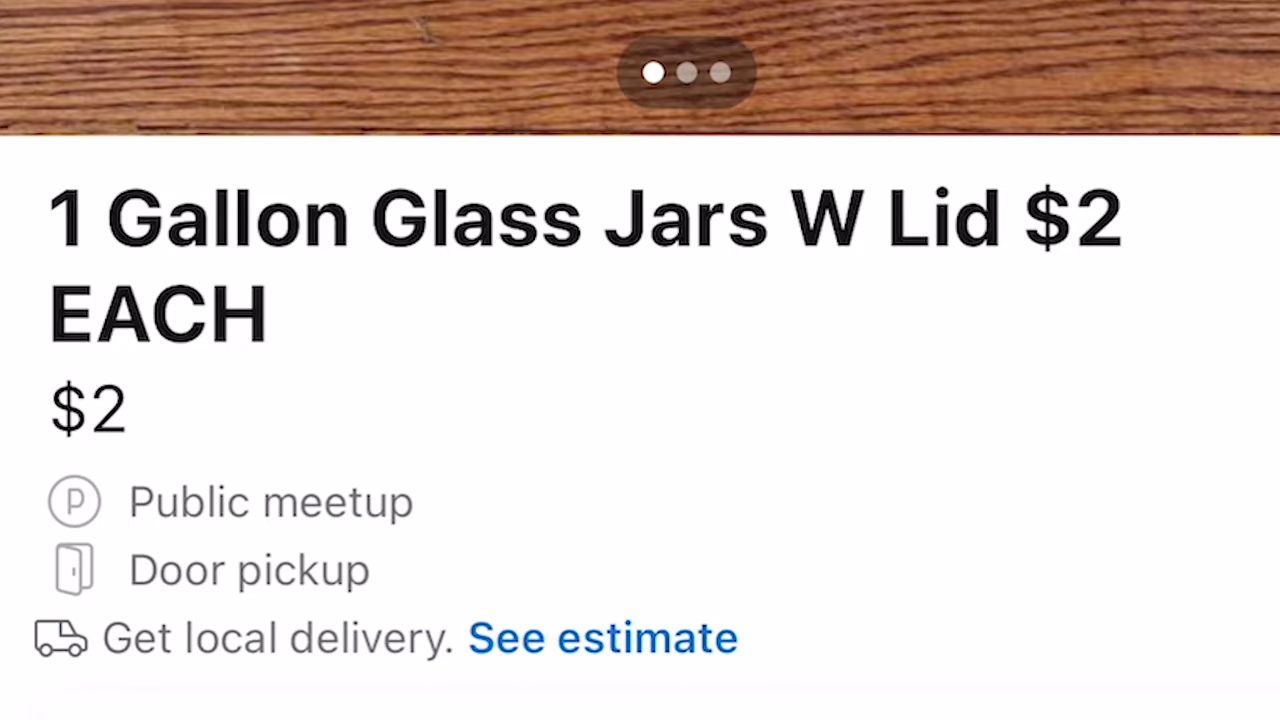 1 Gallon Glass Jars W Lid $2
EACH
$2
P Public meetup
Door pickup
Get local delivery. See estimate